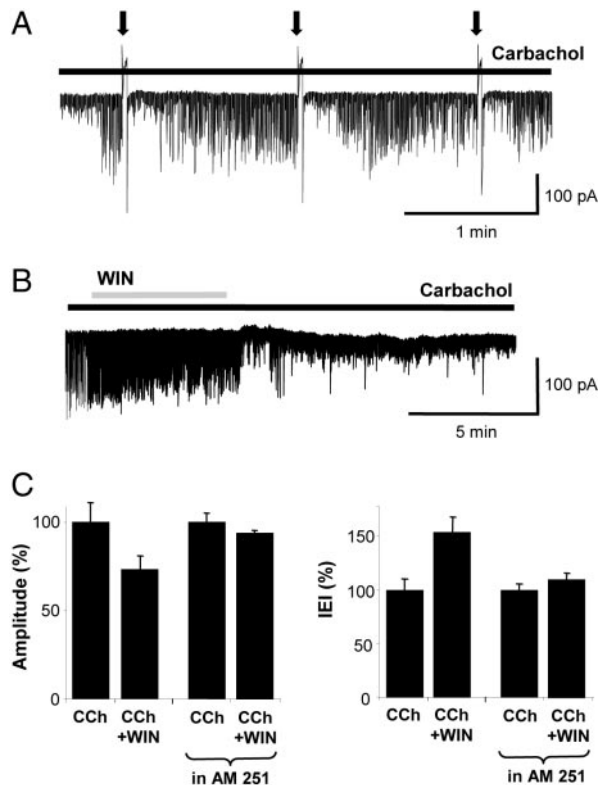 A
Carbachol
100 pA
1 min
B
WIN
Carbachol
100 pA
5 min
C
Amplitude (%)
100
50
0
CCh
CCh
+WIN
CCh
CCh
+WIN
in AM 251
IEI (%)
150
100
50
0
CCh
CCh
+WIN
CCh
CCh
+WIN
in AM 251